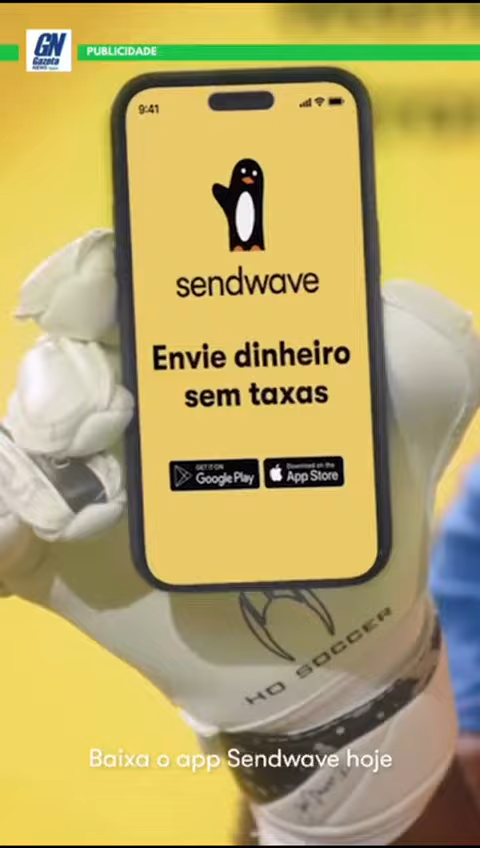 GN
Gazeta
NEWS
PUBLICIDADE
9:41
sendwave
Envie dinheiro
sem taxas
GET IT ON
Google Play
Download on the
App Store
HO SOCCER
Baixa o app Sendwave hoje